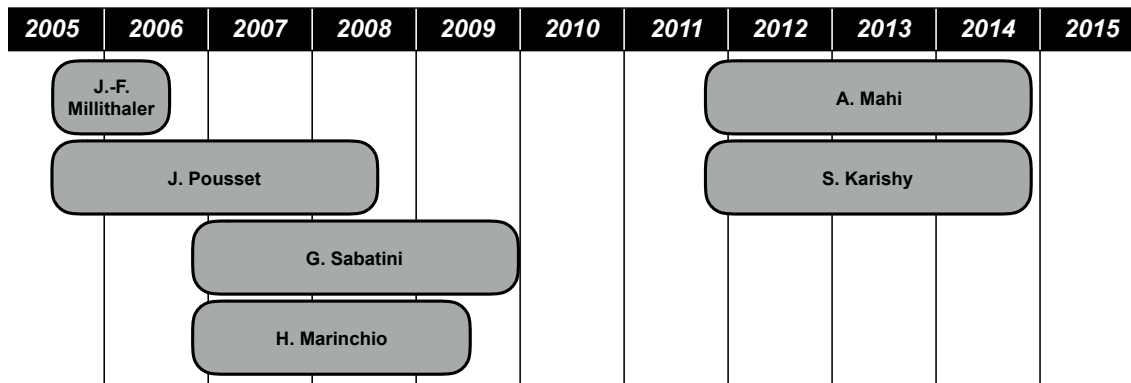 2005 2006 2007 2008 2009 2010 2011 2012 2013 2014 2015
J.-F.
Millithaler
A. Mahi
J. Pousset
S. Karishy
G. Sabatini
H. Marinchio